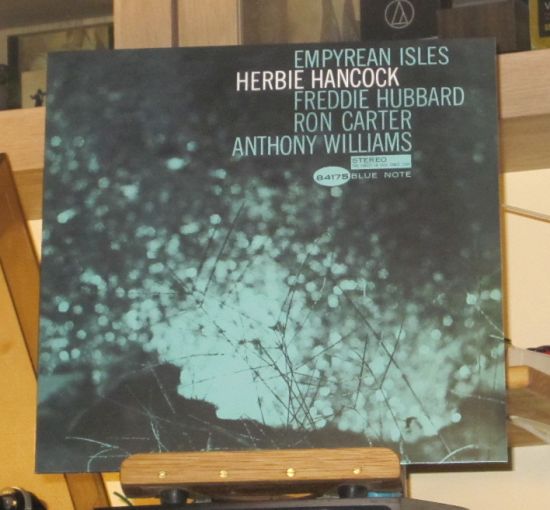 EMPYREAN ISLES
HERBIE HANCOCK
FREDDIE HUBBARD
RON CARTER
ANTHONY WILLIAMS
STEREO
84175 BLUE NOTE